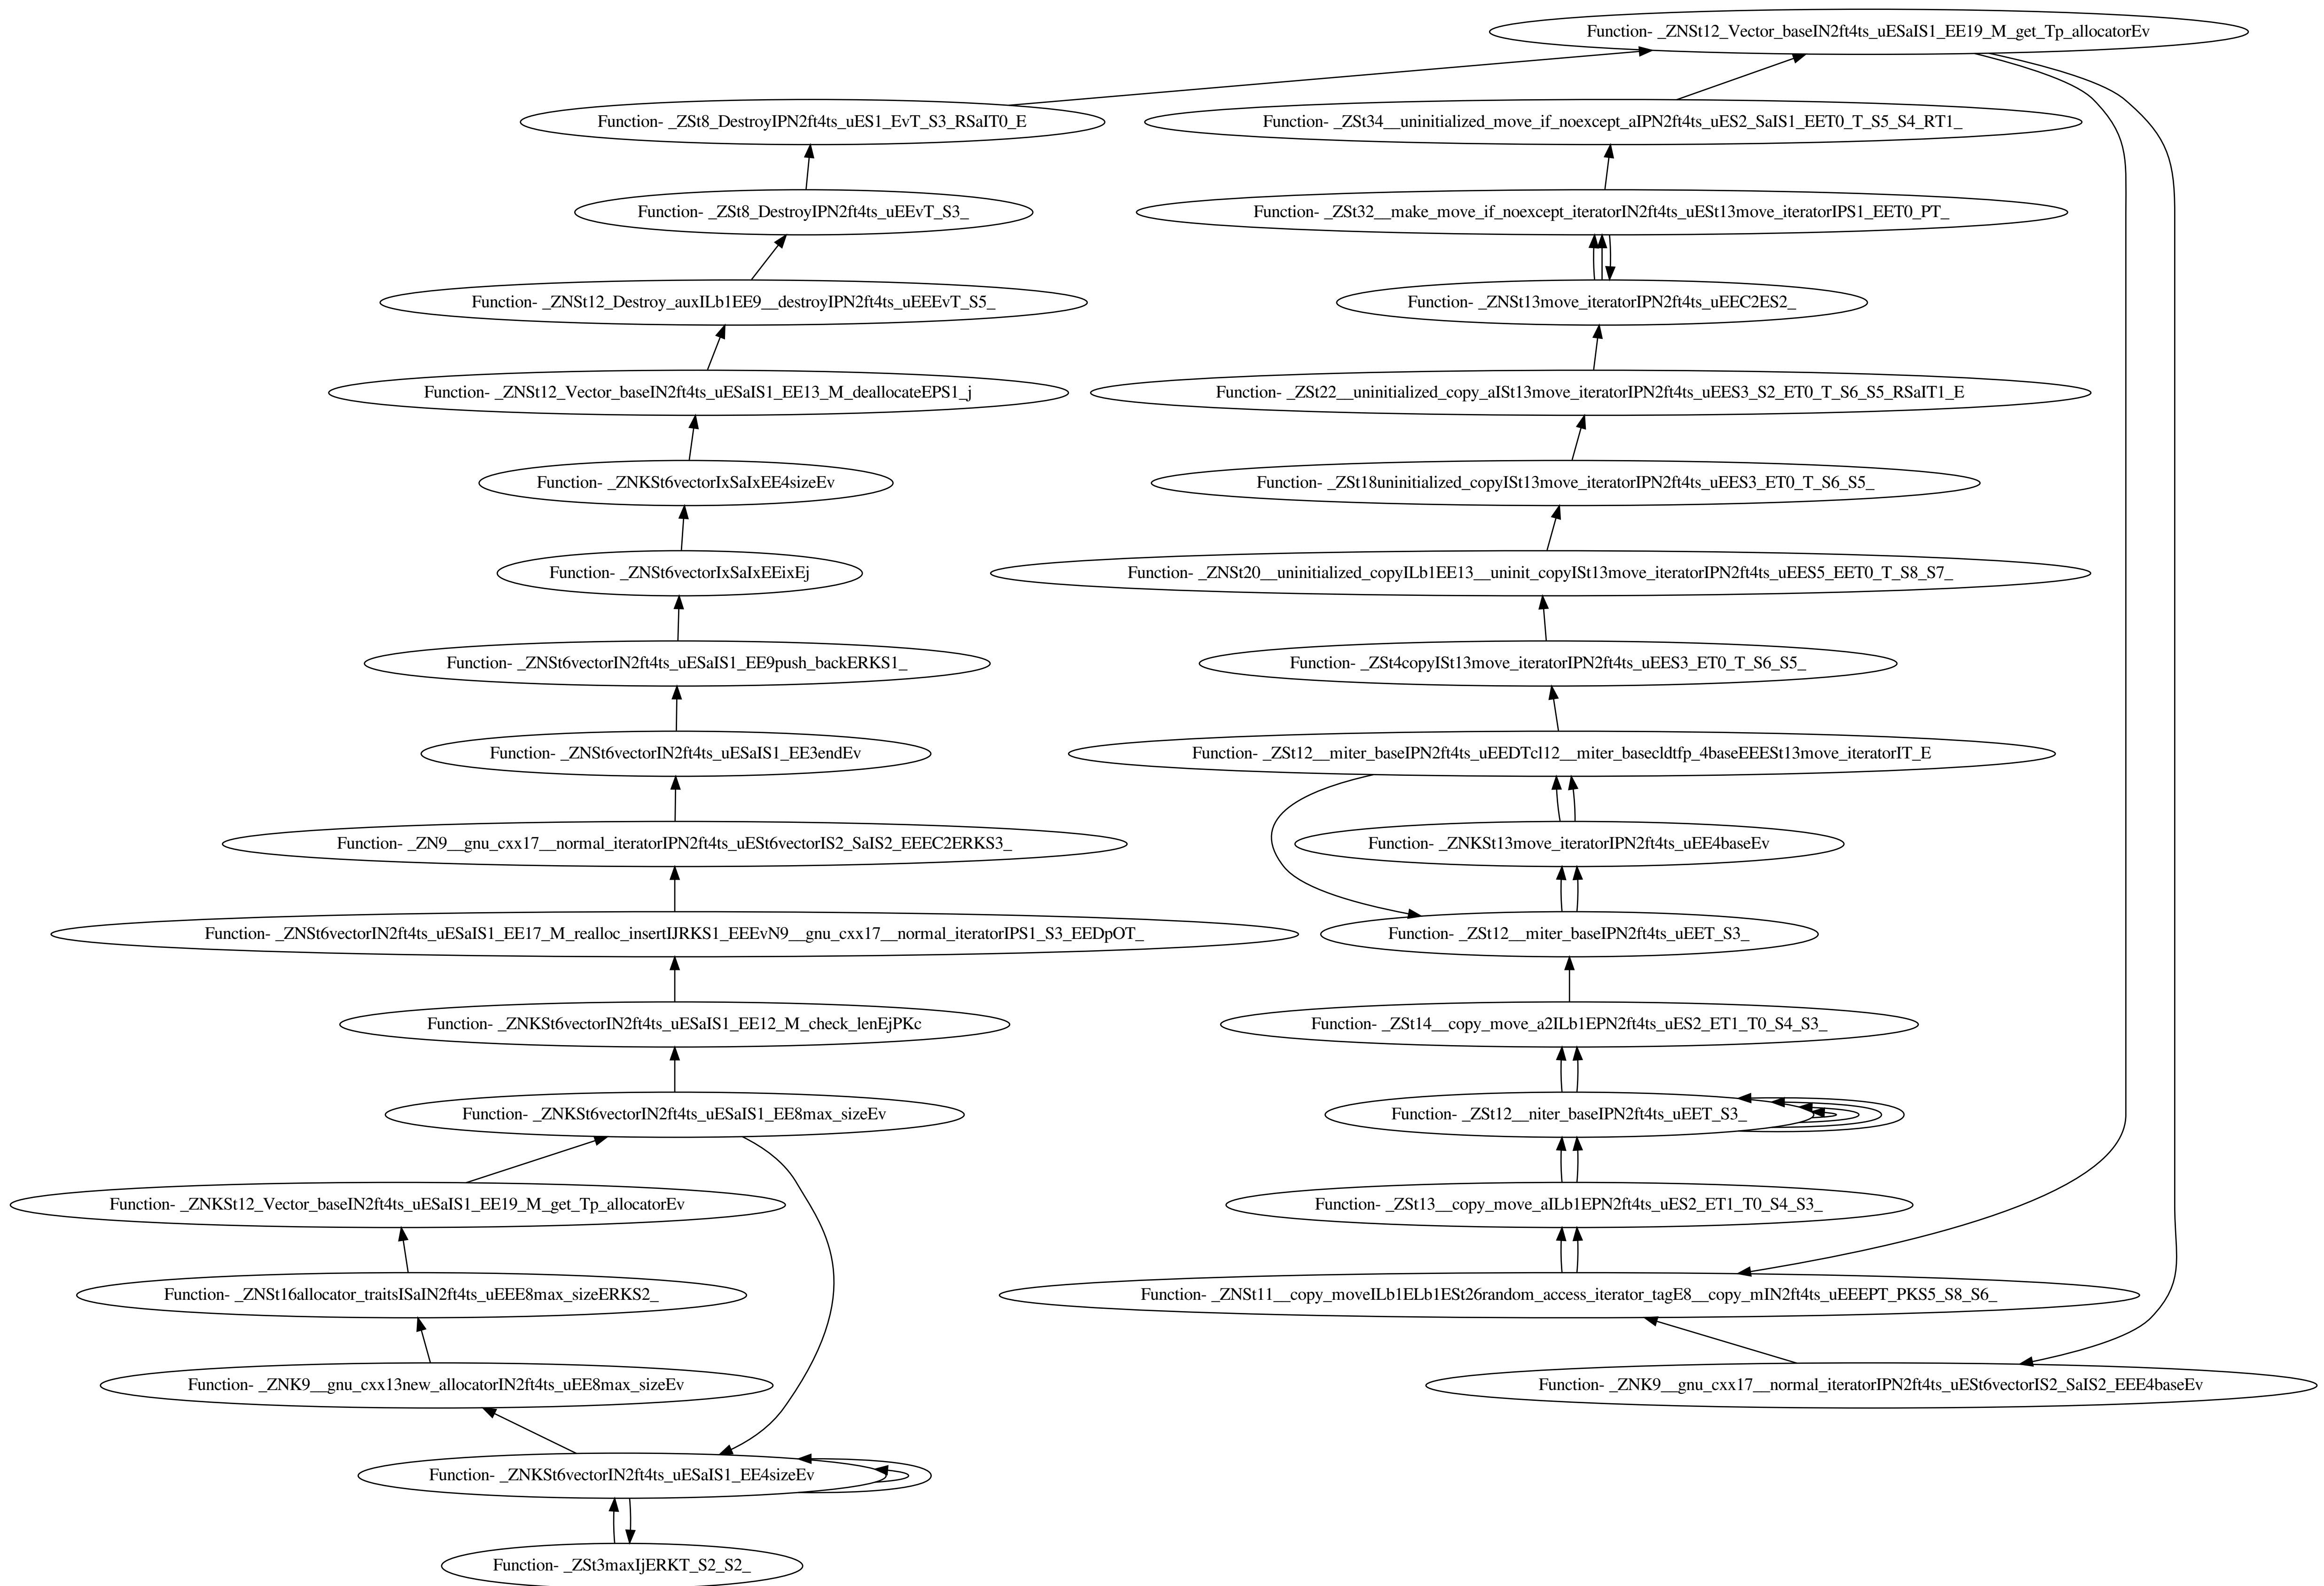 Function- _ZNSt12_Vector_baseIN2ft4ts_uESaIS1_EE19_M_get_Tp_allocatorEv
Function- _ZSt8_DestroyIPN2ft4ts_uES1_EvT_S3_RSaIT0_E
Function- _ZSt34__uninitialized_move_if_noexcept_aIPN2ft4ts_uES2_SaIS1_EET0_T_S5_S4_RT1_
Function- _ZSt8_DestroyIPN2ft4ts_uEEvT_S3_
Function- _ZSt32__make_move_if_noexcept_iteratorIN2ft4ts_uESt13move_iteratorIPS1_EET0_PT_
Function- _ZNSt12_Destroy_auxILb1EE9__destroyIPN2ft4ts_uEEEvT_S5_
Function- _ZNSt13move_iteratorIPN2ft4ts_uEEC2ES2_
Function- _ZNSt12_Vector_baseIN2ft4ts_uESaIS1_EE13_M_deallocateEPS1_j
Function- _ZSt22__uninitialized_copy_aISt13move_iteratorIPN2ft4ts_uEES3_S2_ET0_T_S6_S5_RSaIT1_E
Function- _ZNKSt6vectorIxSaIxEE4sizeEv
Function- _ZSt18uninitialized_copyISt13move_iteratorIPN2ft4ts_uEES3_ET0_T_S6_S5_
Function- _ZNSt6vectorIxSaIxEEixEj
Function- _ZNSt20__uninitialized_copyILb1EE13__uninit_copyISt13move_iteratorIPN2ft4ts_uEES5_EET0_T_S8_S7_
Function- _ZNSt6vectorIN2ft4ts_uESaIS1_EE9push_backERKS1_
Function- _ZSt4copyISt13move_iteratorIPN2ft4ts_uEES3_ET0_T_S6_S5_
Function- _ZNSt6vectorIN2ft4ts_uESaIS1_EE3endEv
Function- _ZSt12__miter_baseIPN2ft4ts_uEEDTcl12__miter_basecldtfp_4baseEEESt13move_iteratorIT_E
Function- _ZN9__gnu_cxx17__normal_iteratorIPN2ft4ts_uESt6vectorIS2_SaIS2_EEEC2ERKS3_
Function- _ZNKSt13move_iteratorIPN2ft4ts_uEE4baseEv
Function- _ZNSt6vectorIN2ft4ts_uESaIS1_EE17_M_realloc_insertIJRKS1_EEEvN9__gnu_cxx17__normal_iteratorIPS1_S3_EEDpOT_
Function- _ZSt12__miter_baseIPN2ft4ts_uEET_S3_
Function- _ZNKSt6vectorIN2ft4ts_uESaIS1_EE12_M_check_lenEjPKc
Function- _ZSt14__copy_move_a2ILb1EPN2ft4ts_uES2_ET1_T0_S4_S3_
Function- _ZNKSt6vectorIN2ft4ts_uESaIS1_EE8max_sizeEv
Function- _ZSt12__niter_baseIPN2ft4ts_uEET_S3_
Function- _ZNKSt12_Vector_baseIN2ft4ts_uESaIS1_EE19_M_get_Tp_allocatorEv
Function- _ZSt13__copy_move_aILb1EPN2ft4ts_uES2_ET1_T0_S4_S3_
Function- _ZNSt16allocator_traitsISaIN2ft4ts_uEEE8max_sizeERKS2_
Function- _ZNSt11__copy_moveILb1ELb1ESt26random_access_iterator_tagE8__copy_mIN2ft4ts_uEEEPT_PKS5_S8_S6_
Function- _ZNK9__gnu_cxx13new_allocatorIN2ft4ts_uEE8max_sizeEv
Function- _ZNK9__gnu_cxx17__normal_iteratorIPN2ft4ts_uESt6vectorIS2_SaIS2_EEE4baseEv
Function- _ZNKSt6vectorIN2ft4ts_uESaIS1_EE4sizeEv
Function- _ZSt3maxIjERKT_S2_S2_